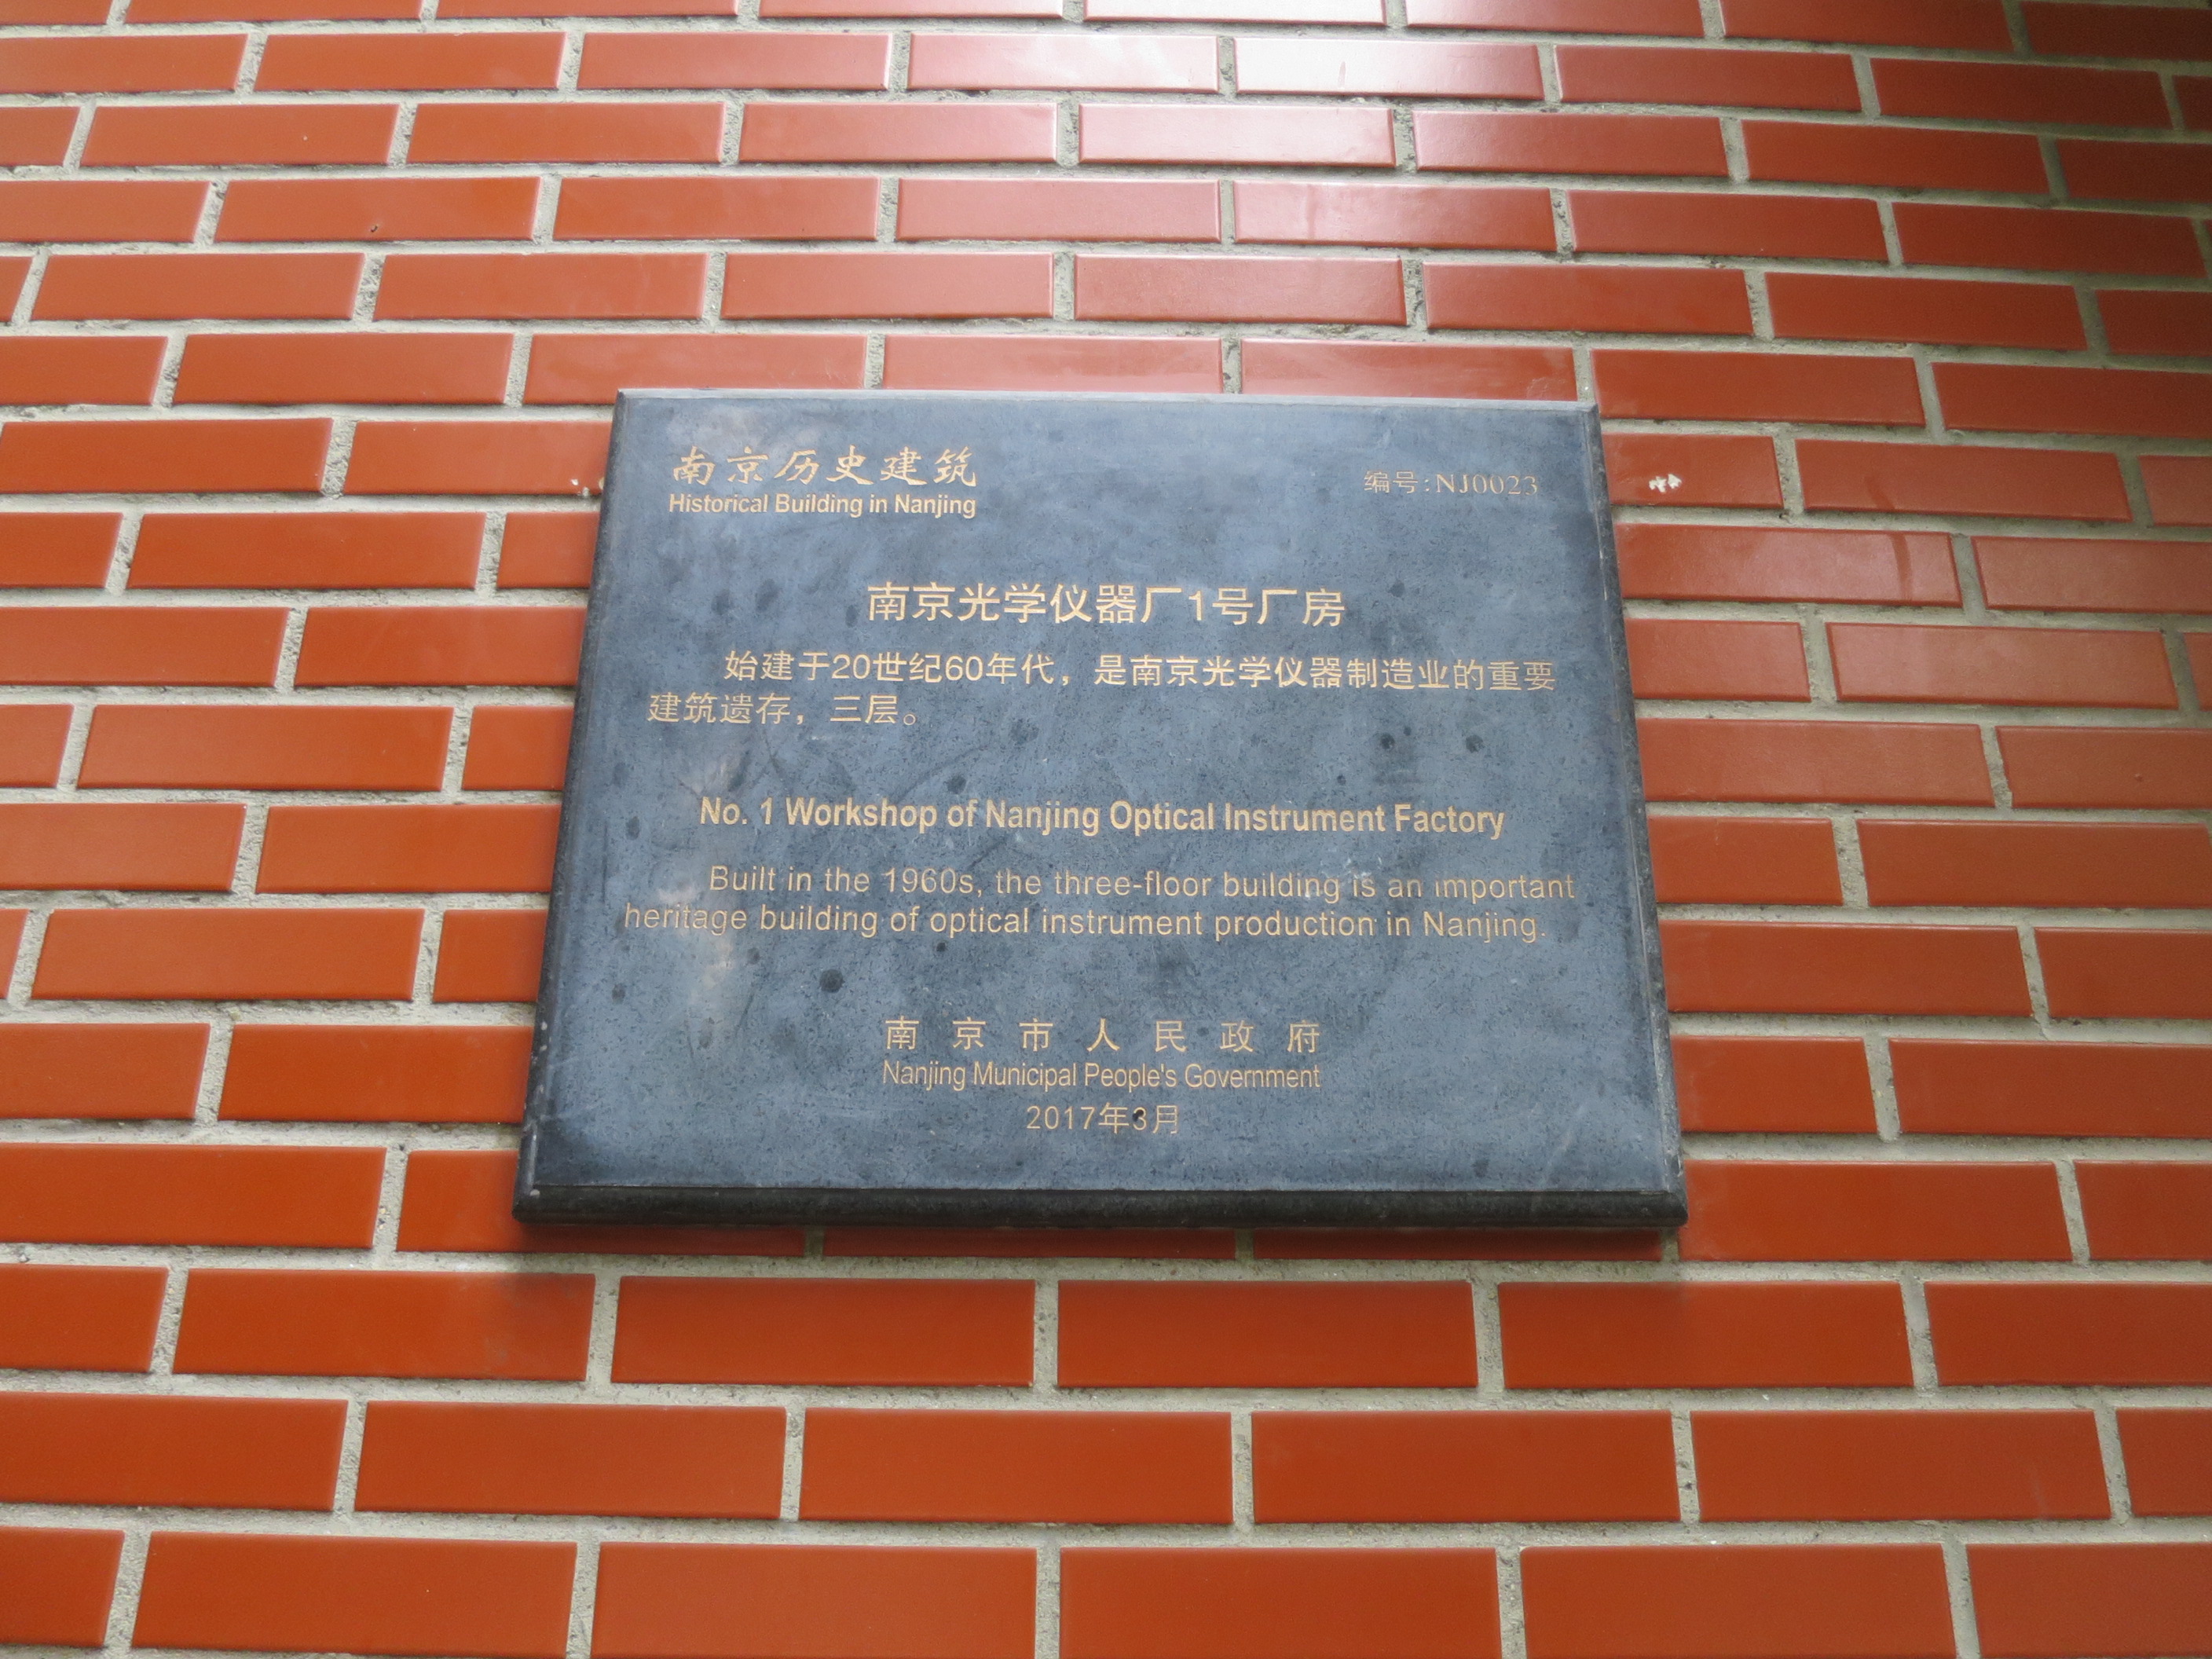 南京历史建筑
Historical Building in Nanjing
编号:NJ0023
南京光学仪器厂1号厂房
始建于20世纪60年代，是南京光学仪器制造业的重要
建筑遗存，三层。
No. 1 Workshop of Nanjing Optical Instrument Factory
Built in the 1960s, the three-floor building is an important
heritage building of optical instrument production in Nanjing.
南京市人民政府
Nanjing Municipal People's Government
2017年3月